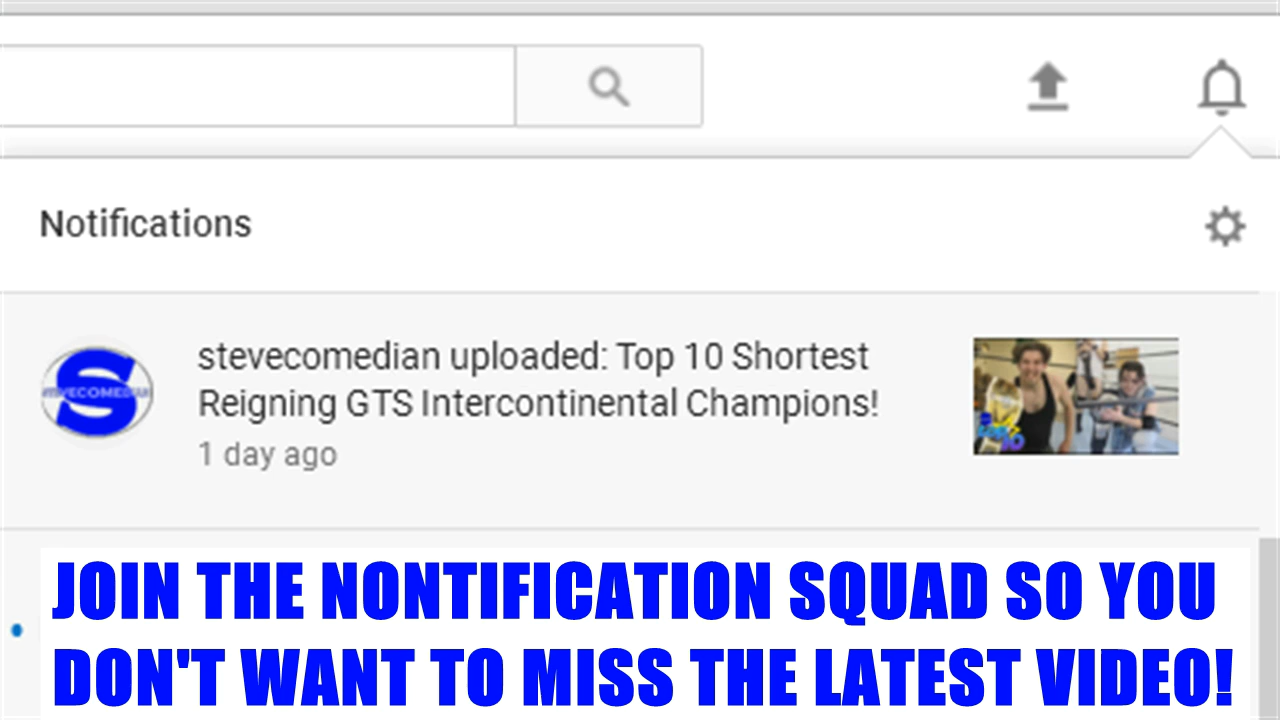 Notifications
stevecomedian uploaded: Top 10 Shortest
Reigning GTS Intercontinental Champions!
1 day ago
JOIN THE NONTIFICATION SQUAD SO YOU
DON'T WANT TO MISS THE LATEST VIDEO!